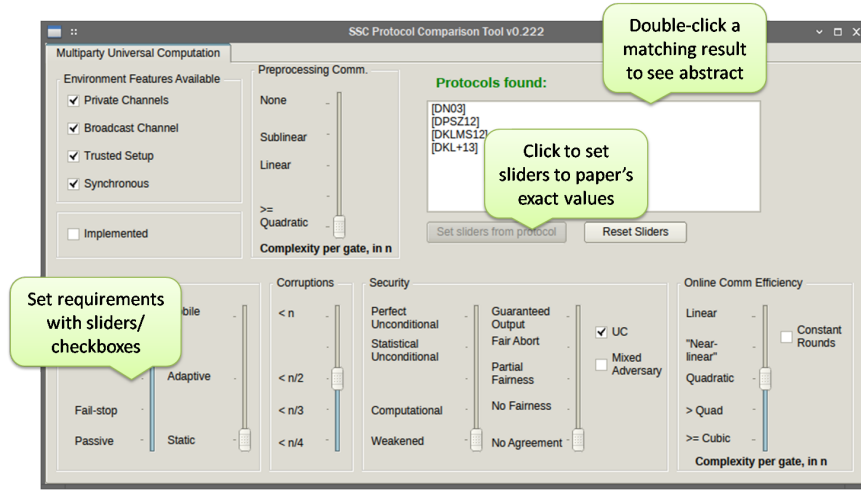 SSC Protocol Comparison Tool v0.222
Double-click a
matching result
to see abstract
Multiparty Universal Computation
Environment Features Available
Private Channels
Broadcast Channel
Trusted Setup
Synchronous
Implemented
Preprocessing Comm.
None
Sublinear
Linear
>=
Quadratic
Complexity per gate, in n
Protocols found:
[DN03]
[DPSZ12]
[DKLMS12]
[DKL+13]
Click to set
sliders to paper's
exact values
Set sliders from protocol
Reset Sliders
Set requirements
with sliders/
checkboxes
Fail-stop
Passive
Adaptive
Static
Corruptions
< n
< n/2
< n/3
< n/4
Security
Perfect
Unconditional
Statistical
Unconditional
Computational
Weakened
Guaranteed
Output
Fair Abort
Partial
Fairness
No Fairness
No Agreement
UC
Mixed
Adversary
Online Comm Efficiency
Linear
"Near-
linear"
Quadratic
> Quad
>= Cubic
Constant
Rounds
Complexity per gate, in n